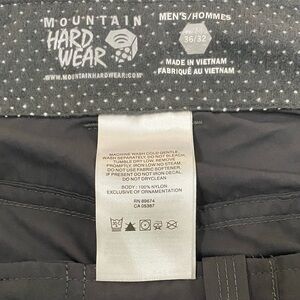 MOUNTAIN
HARD
WEAR
WWW.MOUNTAINHARDWEAR.COM
MEN'S/HOMMES
36/32
MADE IN VIETNAM
FABRIQUÉ AU VIETNAM
MACHINE WASH COLD GENTLE.
WASH SEPARATELY. DO NOT BLEACH.
TUMBLE DRY LOW. REMOVE
PROMPTLY. IRON LOW, NO STEAM.
DO NOT USE FABRIC SOFTENER.
IF PRESENT DO NOT IRON DECAL
DO NOT DRYCLEAN
BODY : 100% NYLON
EXCLUSIVE OF ORNAMENTATION
RN 69674
CA 05367